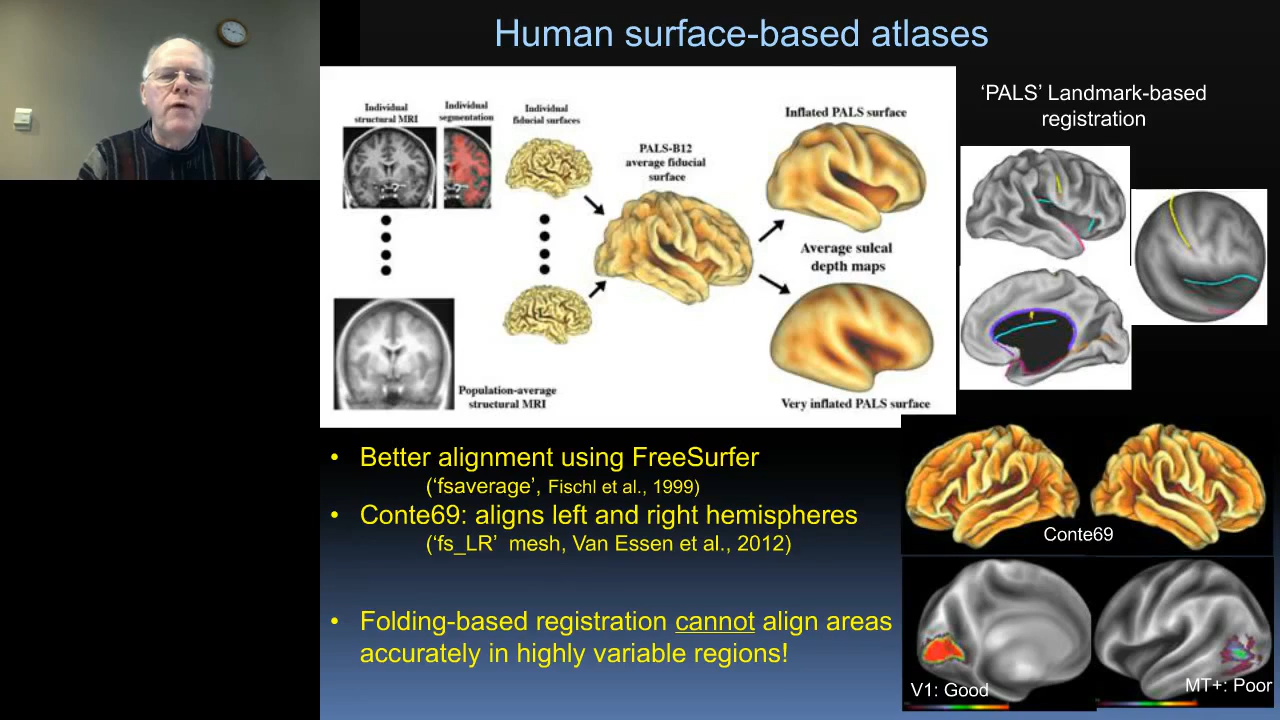 Human surface-based atlases
Individual
structural MRI
Individual
segmentation
Individual
fiducial surfaces
PALS-B12
average fiducial
surface
Inflated PALS surface
Average sulcal
depth maps
Population-average
structural MRI
Very inflated PALS surface
‘PALS’ Landmark-based
registration
• Better alignment using FreeSurfer
(‘fsaverage’, Fischl et al., 1999)
• Conte69: aligns left and right hemispheres
(‘fs_LR’ mesh, Van Essen et al., 2012)
• Folding-based registration cannot align areas
accurately in highly variable regions!
Conte69
V1: Good
MT+: Poor